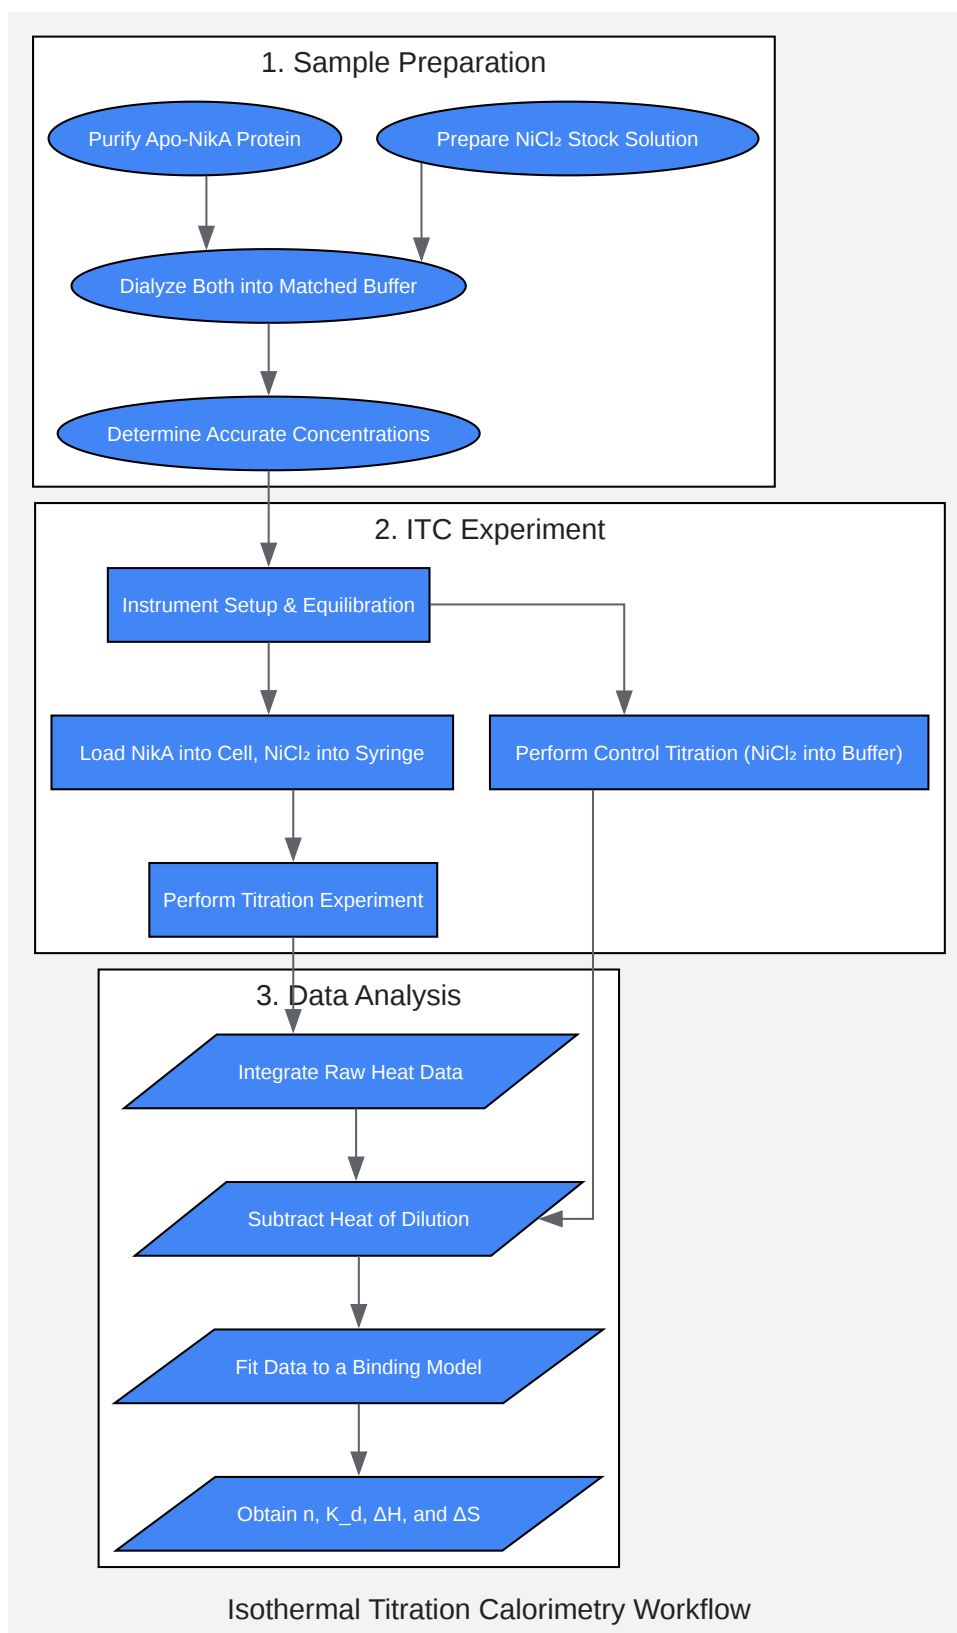 1. Sample Preparation
Purify Apo-NikA Protein
Prepare NiCl₂ Stock Solution
Dialyze Both into Matched Buffer
Determine Accurate Concentrations
2. ITC Experiment
Instrument Setup & Equilibration
Load NikA into Cell, NiCl₂ into Syringe
Perform Control Titration (NiCl₂ into Buffer)
Perform Titration Experiment
3. Data Analysis
Integrate Raw Heat Data
Subtract Heat of Dilution
Fit Data to a Binding Model
Obtain n, K_d, ΔH, and ΔS
Isothermal Titration Calorimetry Workflow